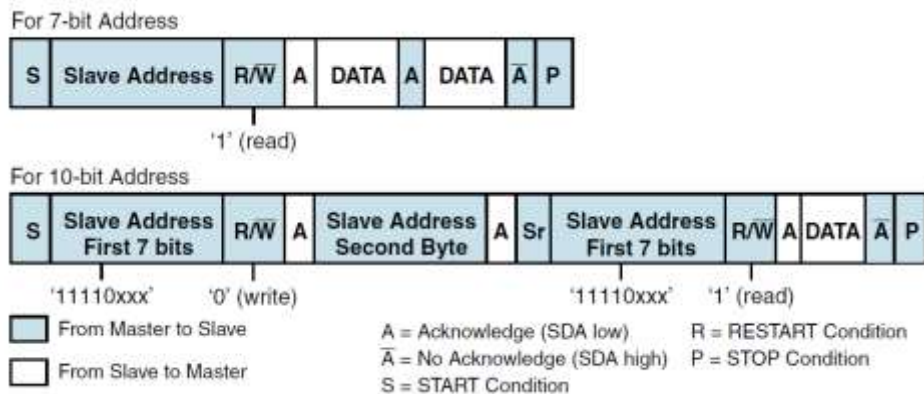 For 7-bit Address
S Slave Address R/W̅ A DATA A DATA A̅ P
'1' (read)
For 10-bit Address
S Slave Address First 7 bits R/W̅ A Slave Address Second Byte A Sr Slave Address First 7 bits R/W̅ A DATA A̅ P
'11110xxx' '0' (write) '11110xxx' '1' (read)
From Master to Slave
From Slave to Master
A = Acknowledge (SDA low)
A̅ = No Acknowledge (SDA high)
S = START Condition
R = RESTART Condition
P = STOP Condition